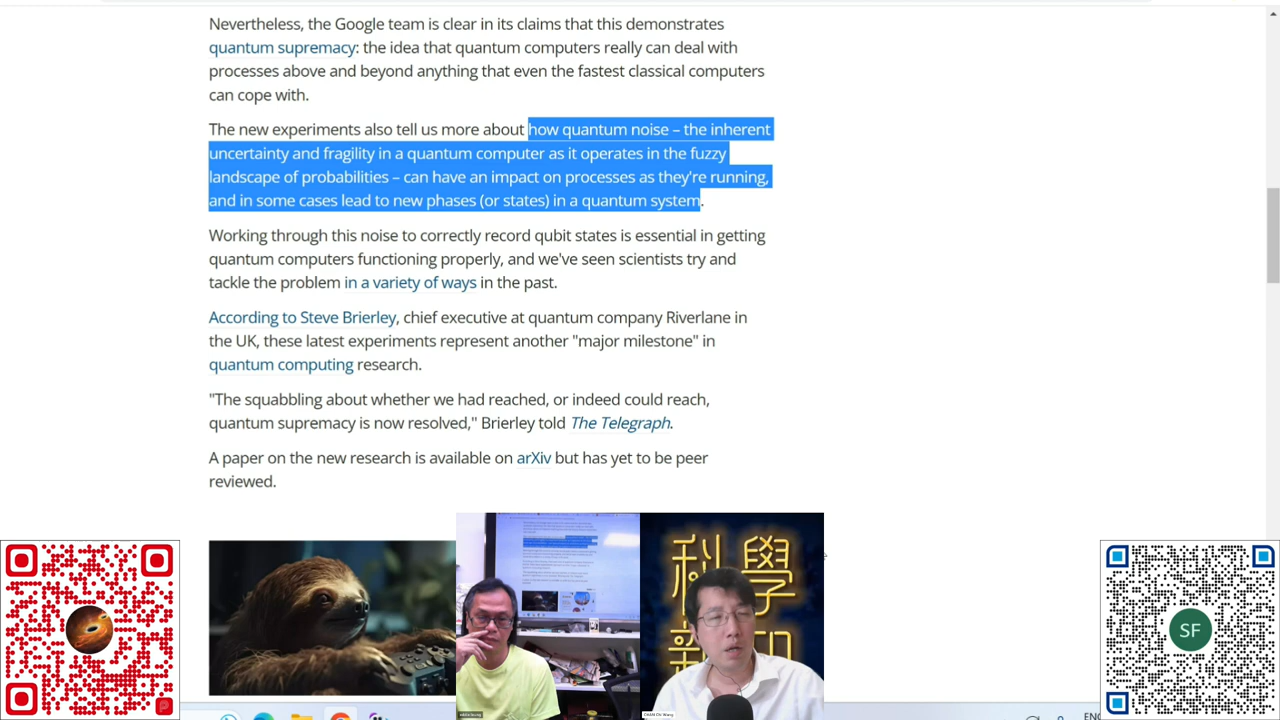 Nevertheless, the Google team is clear in its claims that this demonstrates
quantum supremacy: the idea that quantum computers really can deal with
processes above and beyond anything that even the fastest classical computers
can cope with.
The new experiments also tell us more about how quantum noise – the inherent
uncertainty and fragility in a quantum computer as it operates in the fuzzy
landscape of probabilities – can have an impact on processes as they're running,
and in some cases lead to new phases (or states) in a quantum system.
Working through this noise to correctly record qubit states is essential in getting
quantum computers functioning properly, and we've seen scientists try and
tackle the problem in a variety of ways in the past.
According to Steve Brierley, chief executive at quantum company Riverlane in
the UK, these latest experiments represent another "major milestone" in
quantum computing research.
"The squabbling about whether we had reached, or indeed could reach,
quantum supremacy is now resolved," Brierley told The Telegraph.
A paper on the new research is available on arXiv but has yet to be peer
reviewed.
科學
新知
SF
ENG